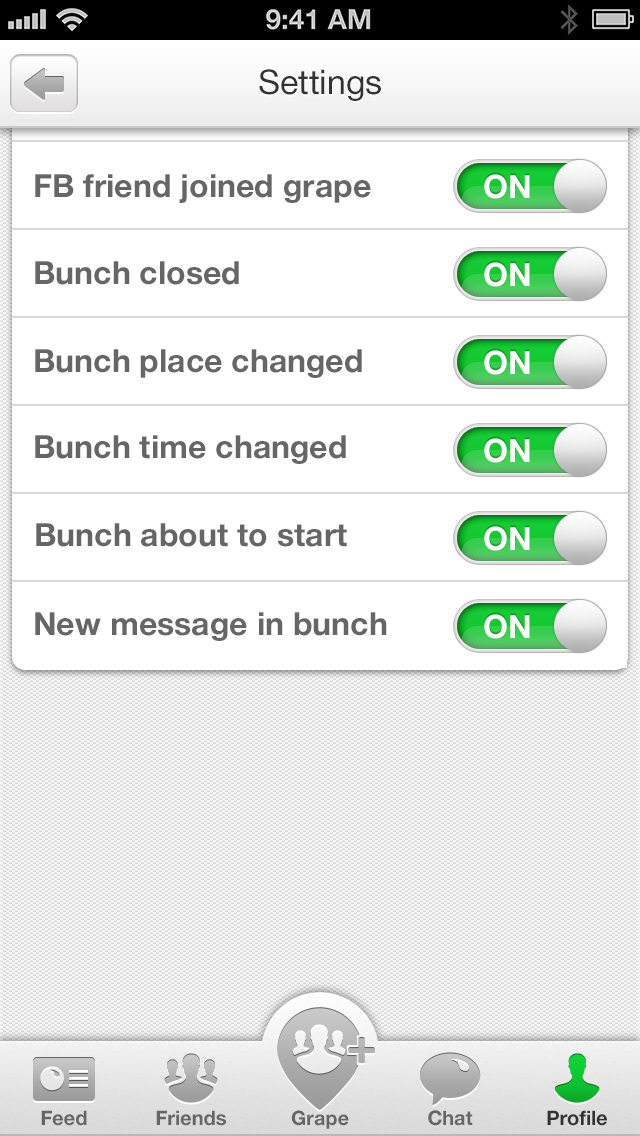 9:41 AM
Settings
FB friend joined grape ON
Bunch closed ON
Bunch place changed ON
Bunch time changed ON
Bunch about to start ON
New message in bunch ON
Feed Friends Grape Chat Profile